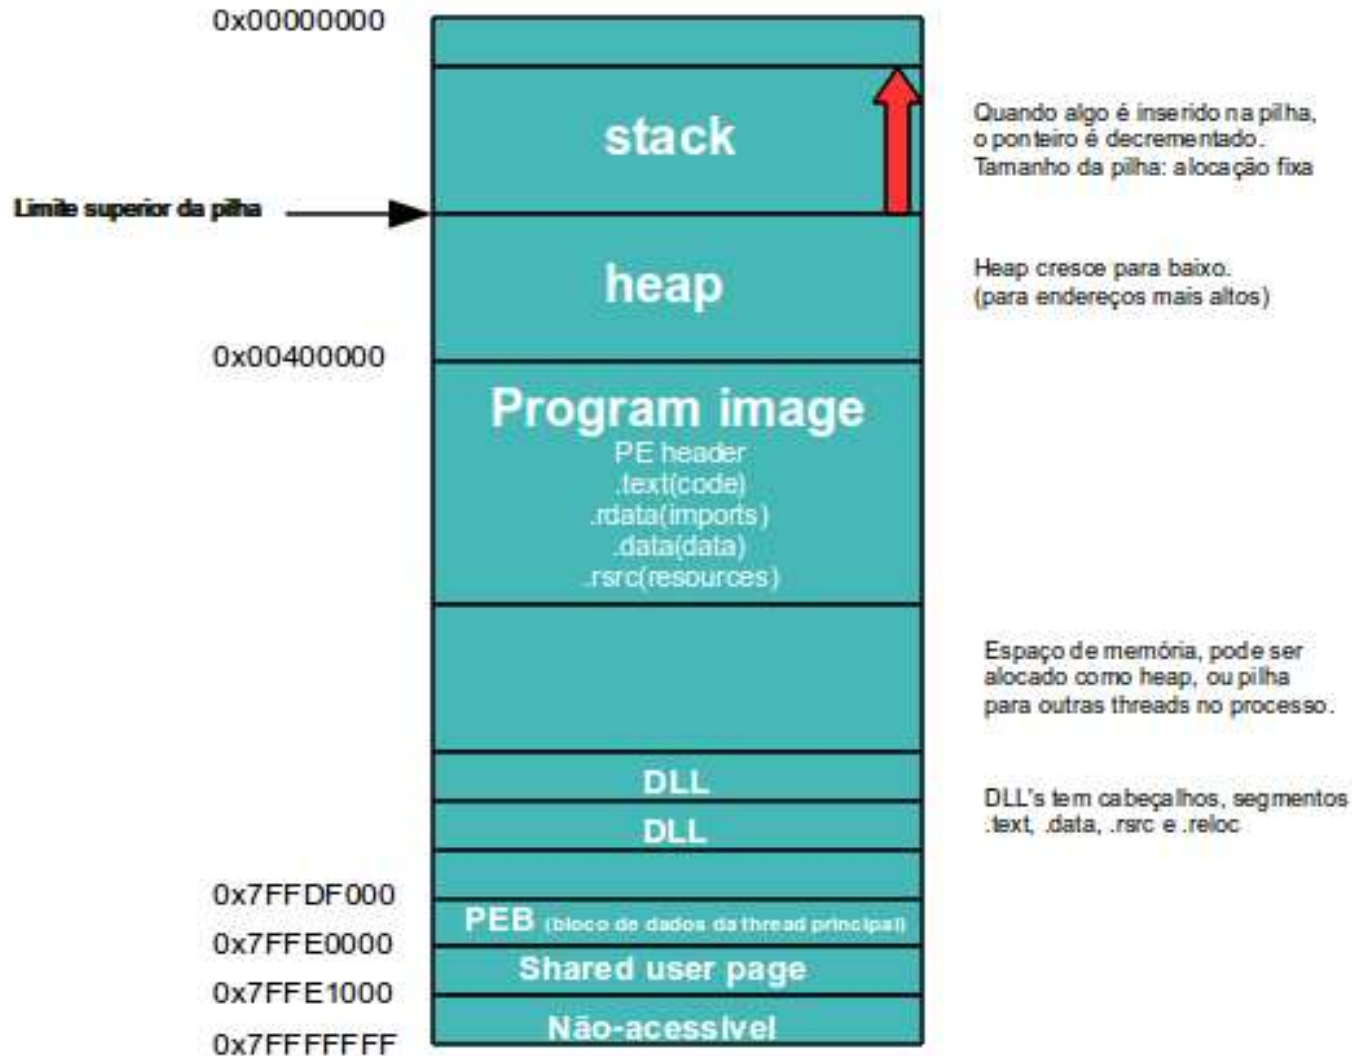 0x00000000
stack
Quando algo é inserido na pilha,
o ponteiro é decrementado.
Tamanho da pilha: alocação fixa
Limite superior da pilha
heap
Heap cresce para baixo.
(para endereços mais altos)
0x00400000
Program image
PE header
.text(code)
.rdata(imports)
.data(data)
.rsrc(resources)
Espaço de memória, pode ser
alocado como heap, ou pilha
para outras threads no processo.
DLL
DLL
DLL's tem cabeçalhos, segmentos
.text, .data, .rsrc e .reloc
0x7FFDF000
PEB (bloco de dados da thread principal)
0x7FFE0000
Shared user page
0x7FFE1000
Não-acessível
0x7FFFFFFF